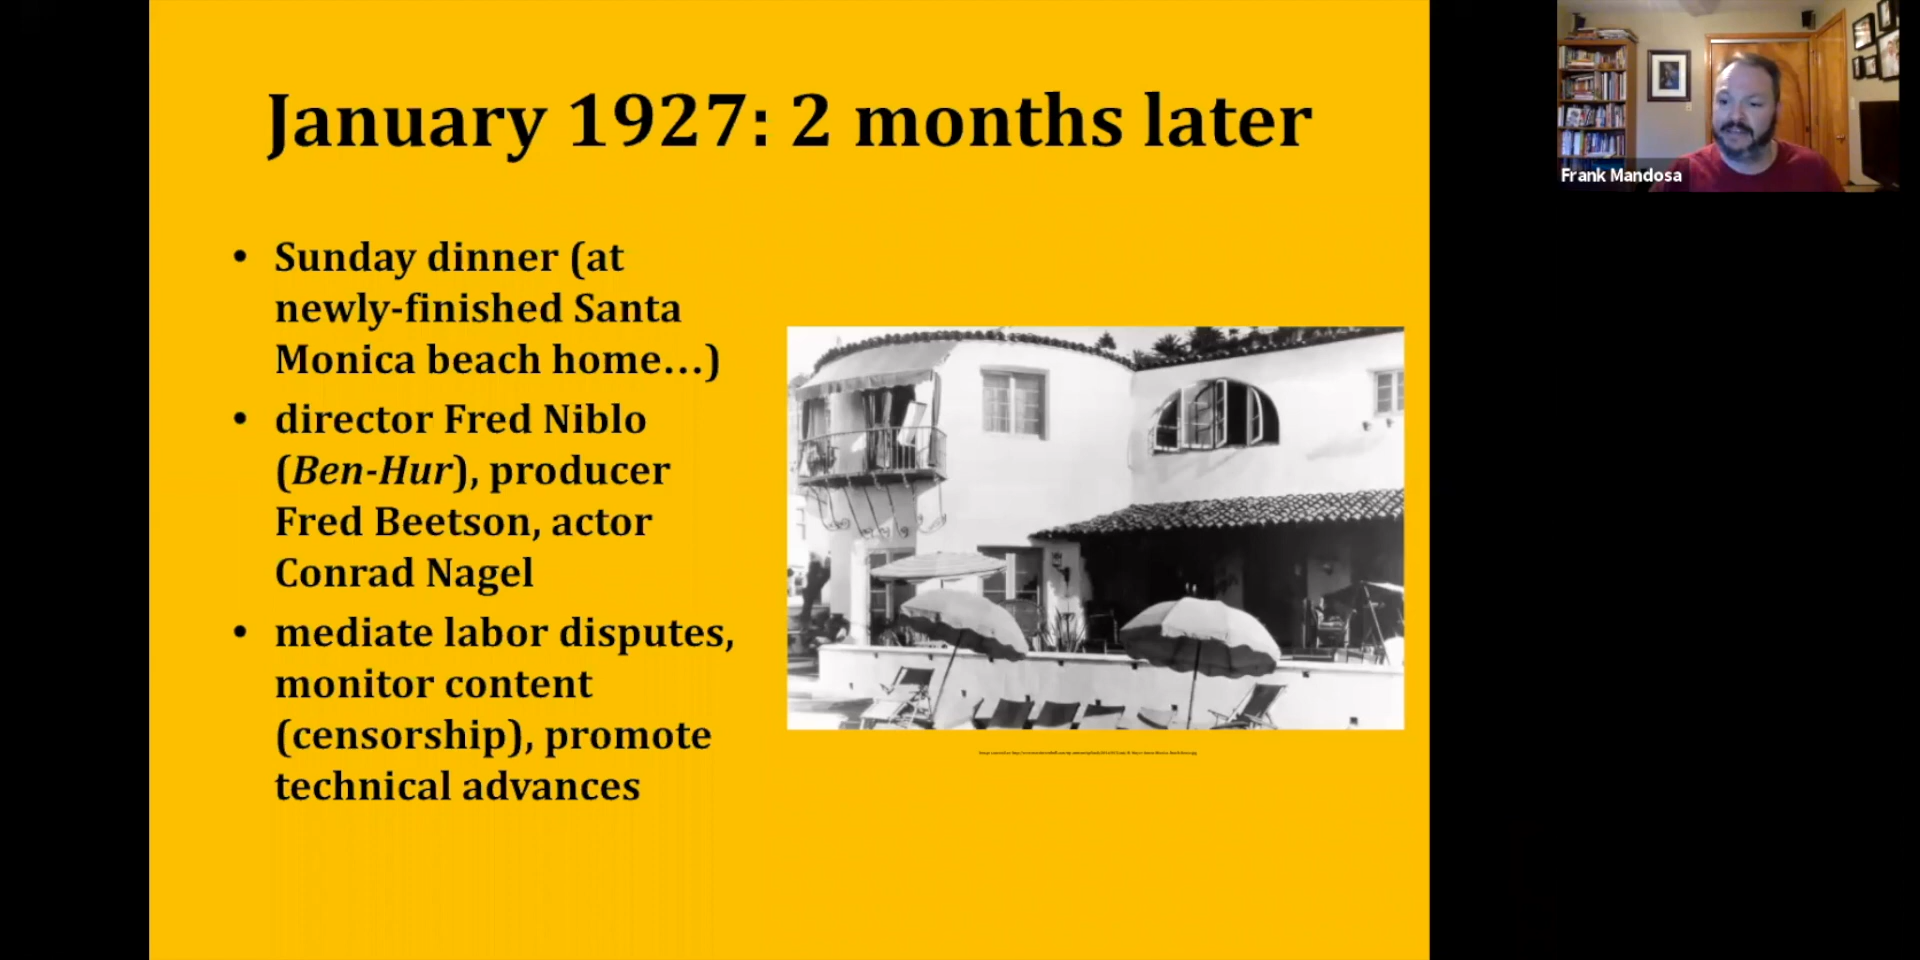 January 1927: 2 months later
Frank Mandosa
• Sunday dinner (at
newly-finished Santa
Monica beach home…)
• director Fred Niblo
(Ben-Hur), producer
Fred Beetson, actor
Conrad Nagel
• mediate labor disputes,
monitor content
(censorship), promote
technical advances